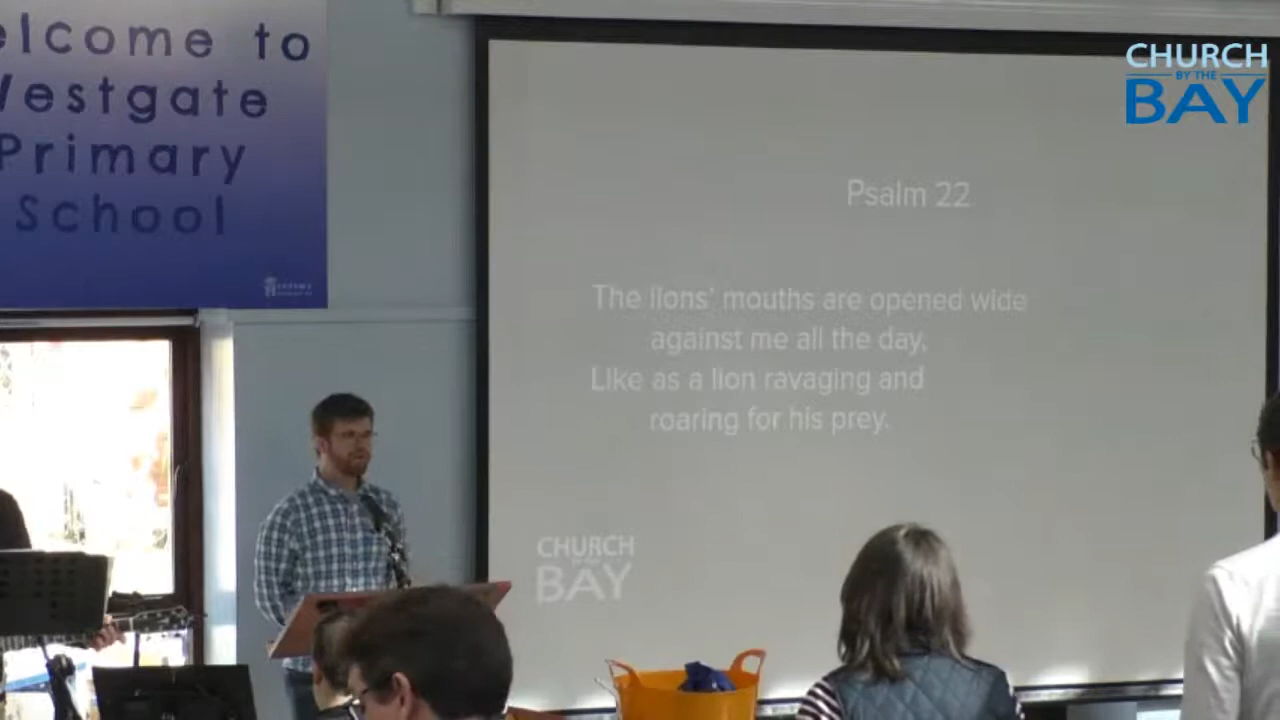 elcome to
Westgate
Primary
School
CHURCH
BY THE
BAY
Psalm 22
The lions' mouths are opened wide
against me all the day,
Like as a lion ravaging and
roaring for his prey.
CHURCH
BAY